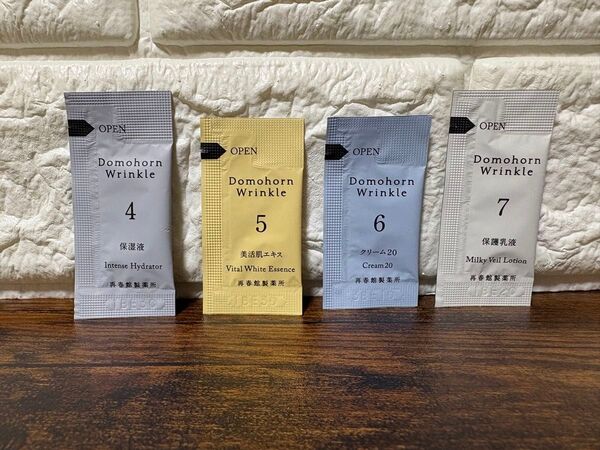 OPEN
Domohorn
Wrinkle
4
保湿液
Intense Hydrator
再春館製薬所
OPEN
Domohorn
Wrinkle
5
美活肌エキス
Vital White Essence
再春館製薬所
OPEN
Domohorn
Wrinkle
6
クリーム20
Cream20
再春館製薬所
OPEN
Domohorn
Wrinkle
7
保護乳液
Milky Veil Lotion
再春館製薬所